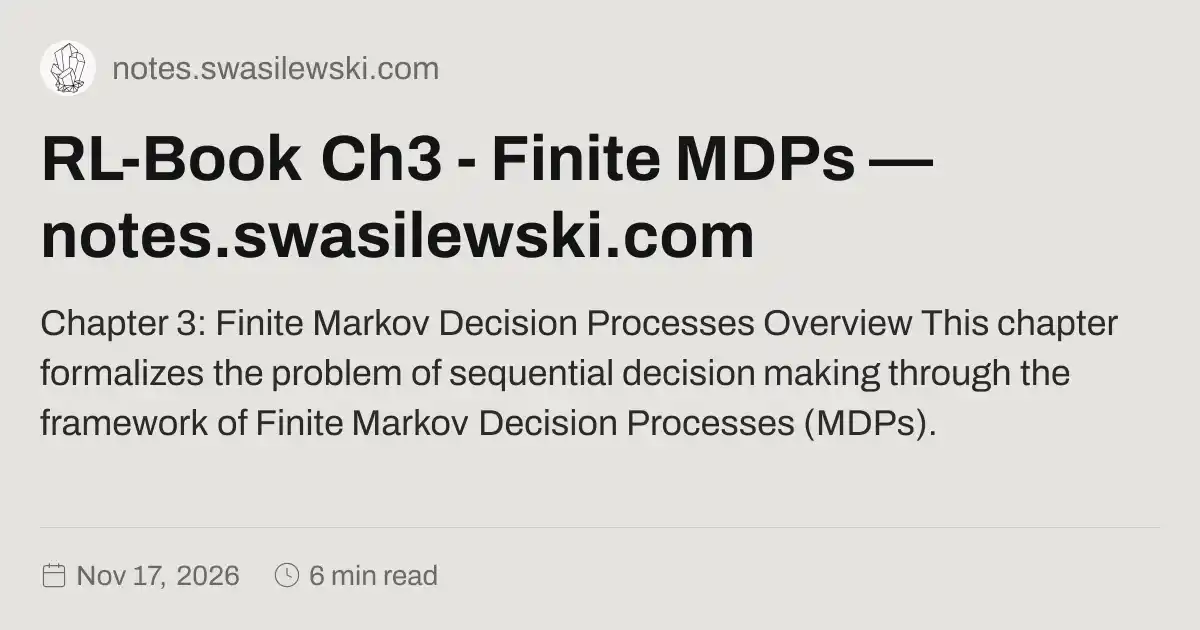 notes.swasilewski.com
RL-Book Ch3 - Finite MDPs —
notes.swasilewski.com
Chapter 3: Finite Markov Decision Processes Overview This chapter
formalizes the problem of sequential decision making through the
framework of Finite Markov Decision Processes (MDPs).
Nov 17, 2026 6 min read